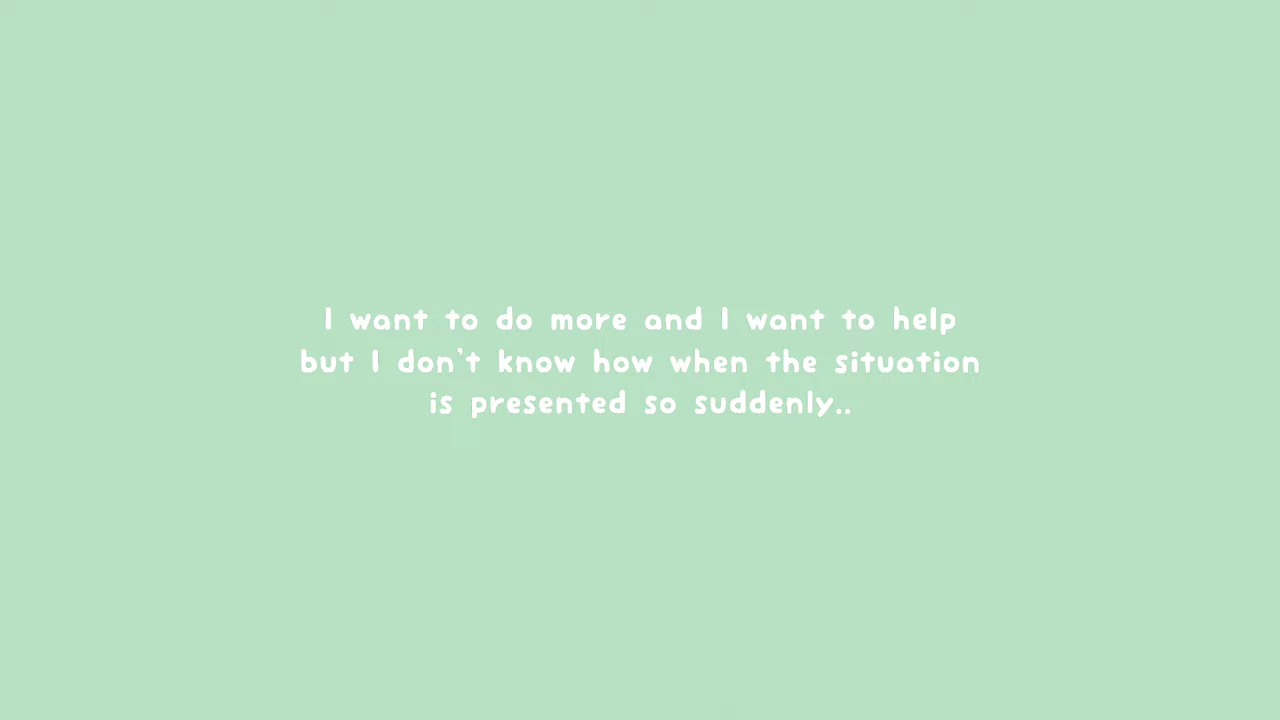 I want to do more and I want to help
but I don't know how when the situation
is presented so suddenly..